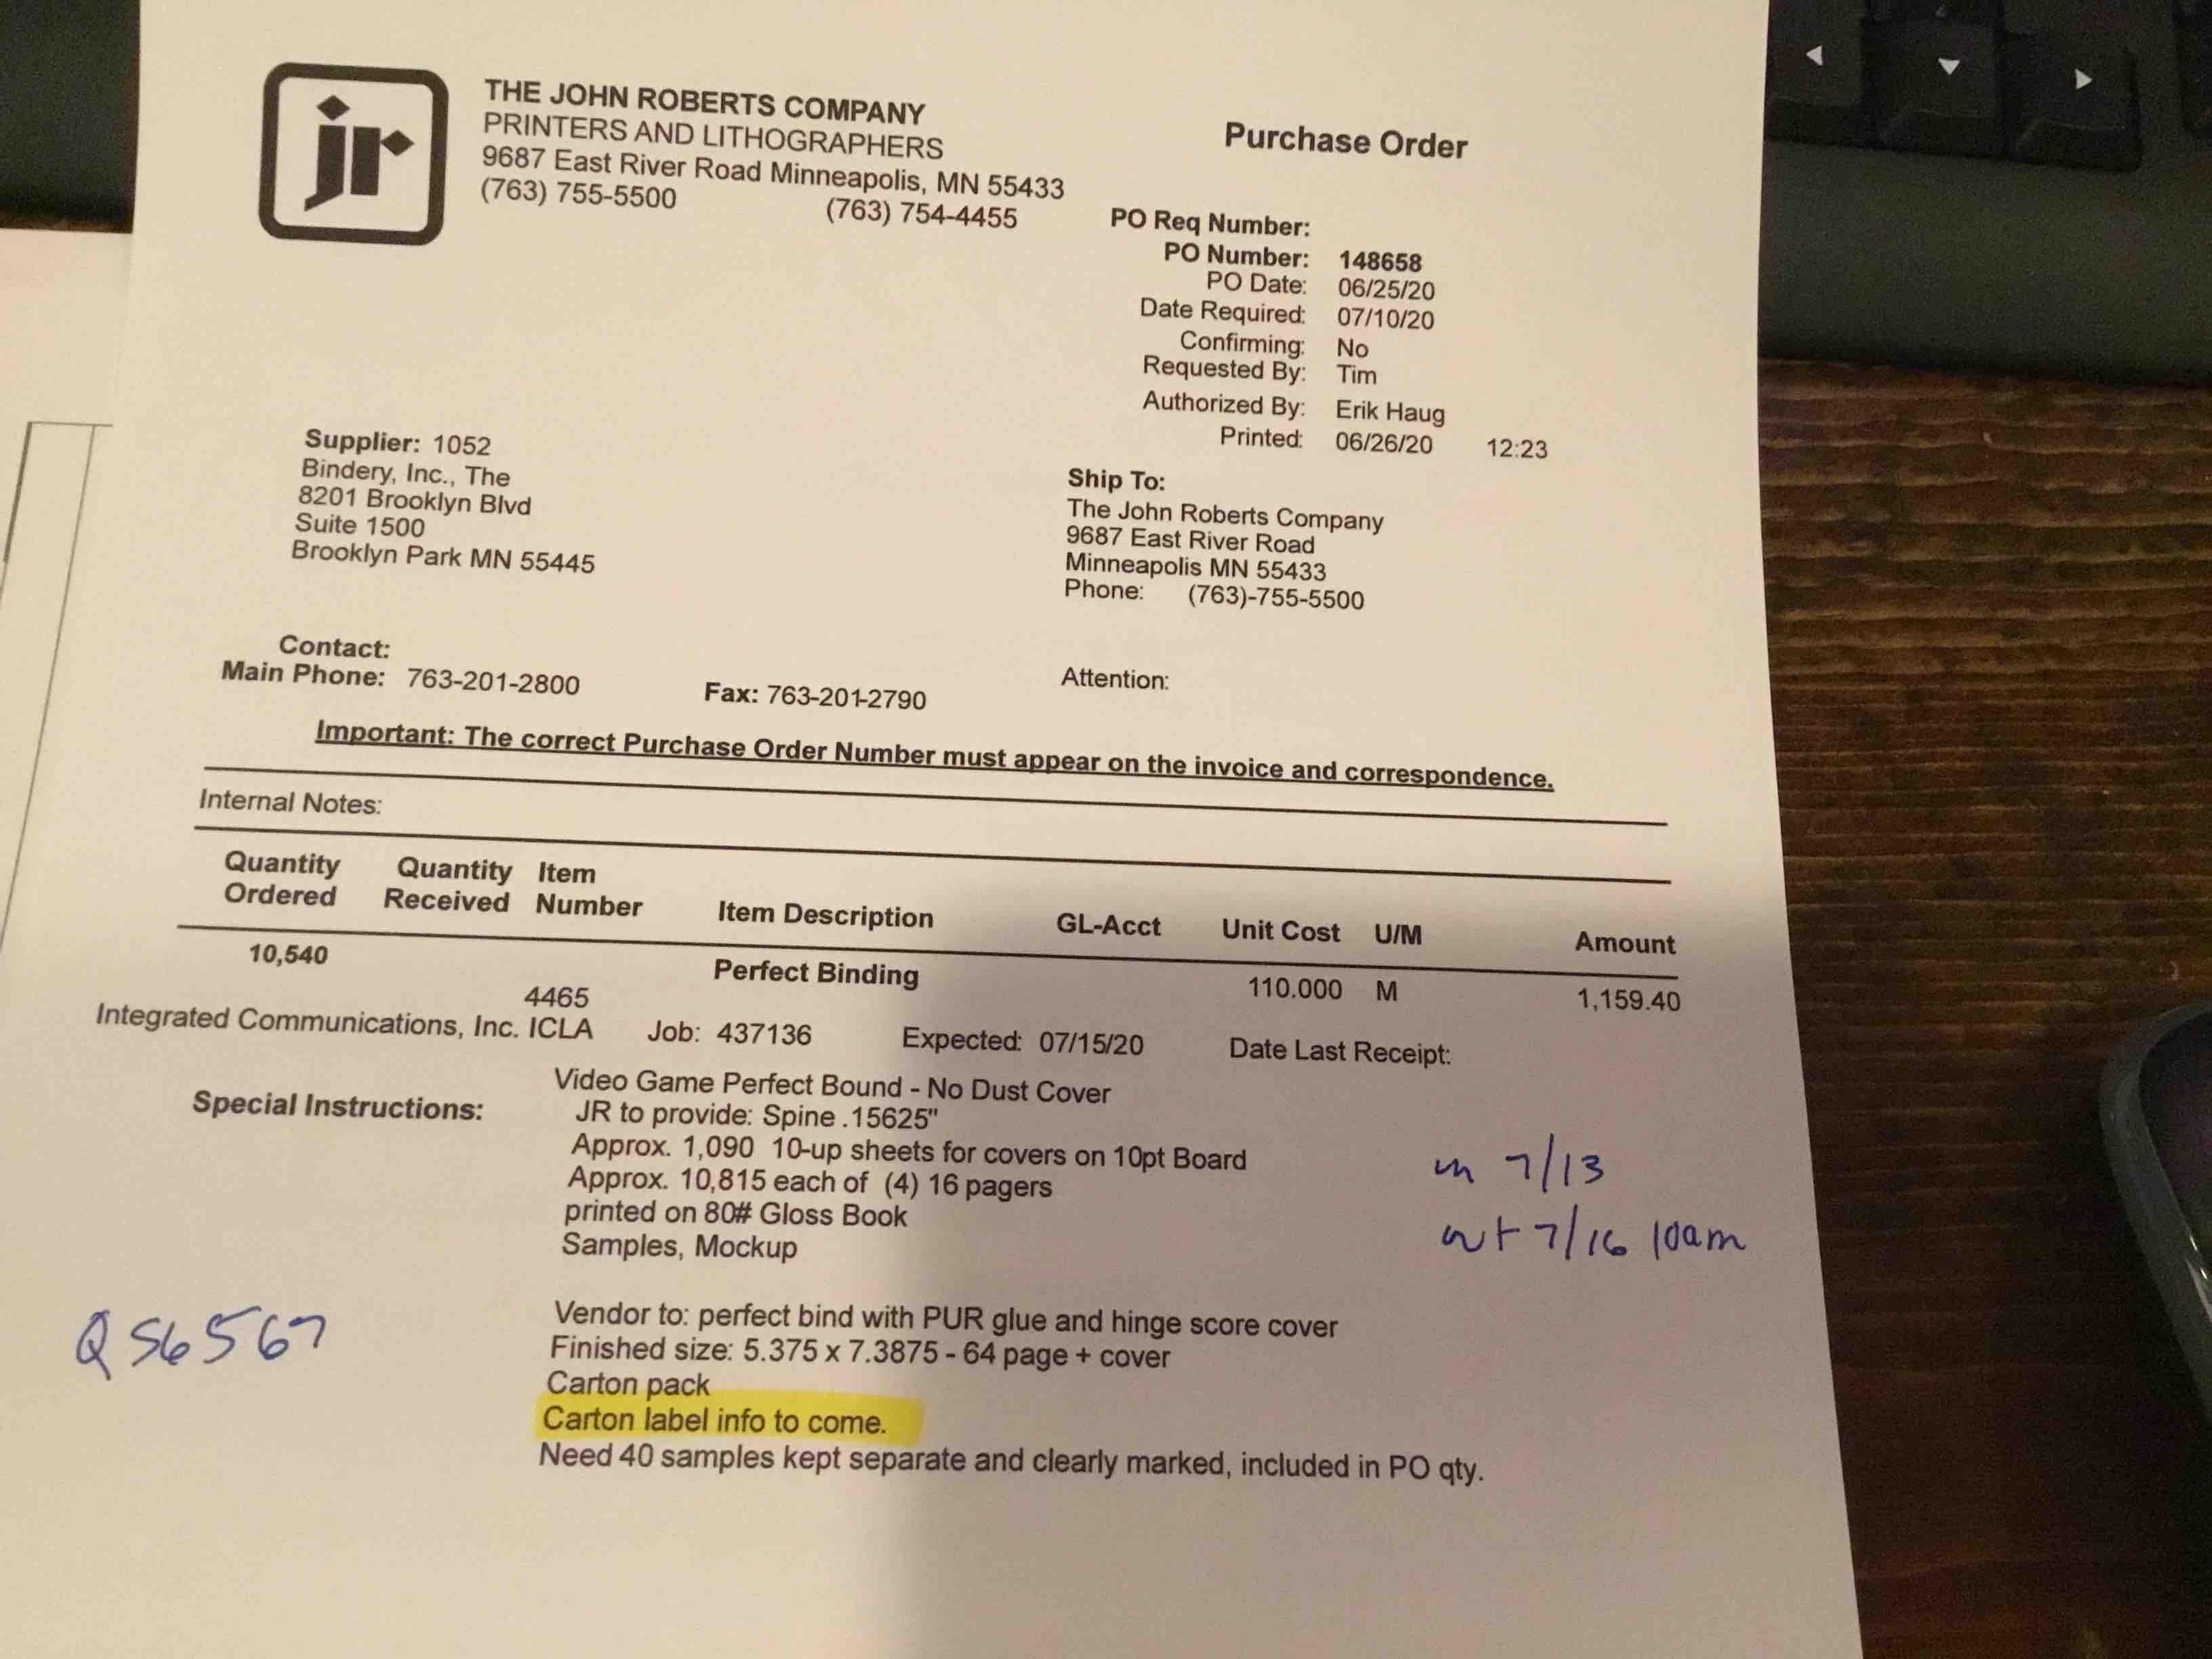 jr
THE JOHN ROBERTS COMPANY
PRINTERS AND LITHOGRAPHERS
9687 East River Road Minneapolis, MN 55433
(763) 755-5500 (763) 754-4455
Purchase Order
PO Req Number:
PO Number: 148658
PO Date: 06/25/20
Date Required: 07/10/20
Confirming: No
Requested By: Tim
Authorized By: Erik Haug
Printed: 06/26/20 12:23
Supplier: 1052
Bindery, Inc., The
8201 Brooklyn Blvd
Suite 1500
Brooklyn Park MN 55445
Ship To:
The John Roberts Company
9687 East River Road
Minneapolis MN 55433
Phone: (763)-755-5500
Contact:
Main Phone: 763-201-2800 Fax: 763-201-2790
Attention:
Important: The correct Purchase Order Number must appear on the invoice and correspondence.
Internal Notes:
Quantity Ordered Quantity Received Item Number Item Description GL-Acct Unit Cost U/M Amount
10,540 Perfect Binding 110.000 M 1,159.40
4465
Integrated Communications, Inc. ICLA Job: 437136 Expected: 07/15/20 Date Last Receipt:
Special Instructions: Video Game Perfect Bound - No Dust Cover
JR to provide: Spine .15625"
Approx. 1,090 10-up sheets for covers on 10pt Board
Approx. 10,815 each of (4) 16 pagers
printed on 80# Gloss Book
Samples, Mockup
in 7/13
out 7/16 10am
Q56567
Vendor to: perfect bind with PUR glue and hinge score cover
Finished size: 5.375 x 7.3875 - 64 page + cover
Carton pack
Carton label info to come.
Need 40 samples kept separate and clearly marked, included in PO qty.